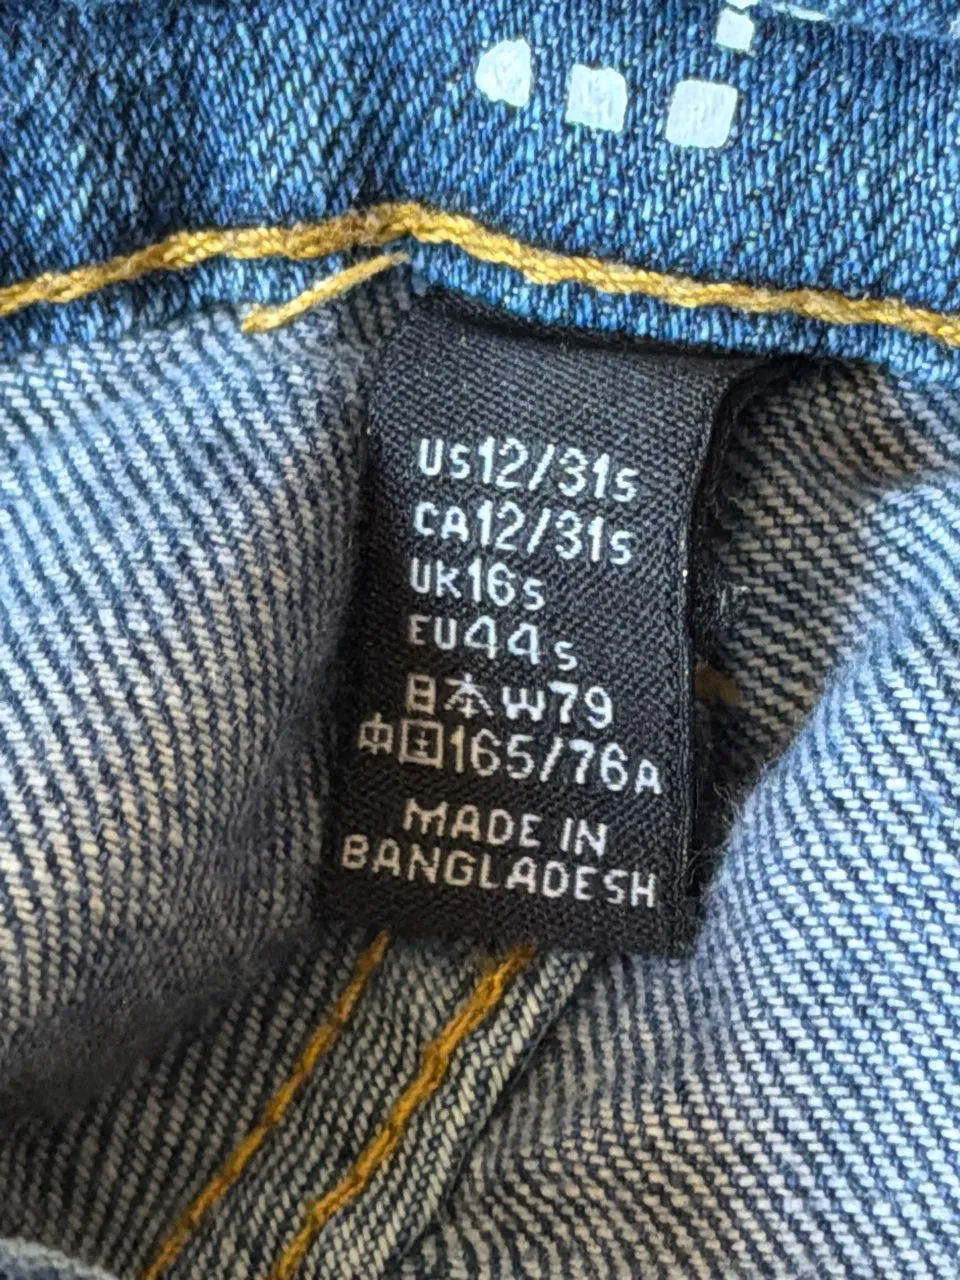 US12/31s
CA12/31s
UK16s
EU44s
日本W79
中国165/76A
MADE IN
BANGLADESH